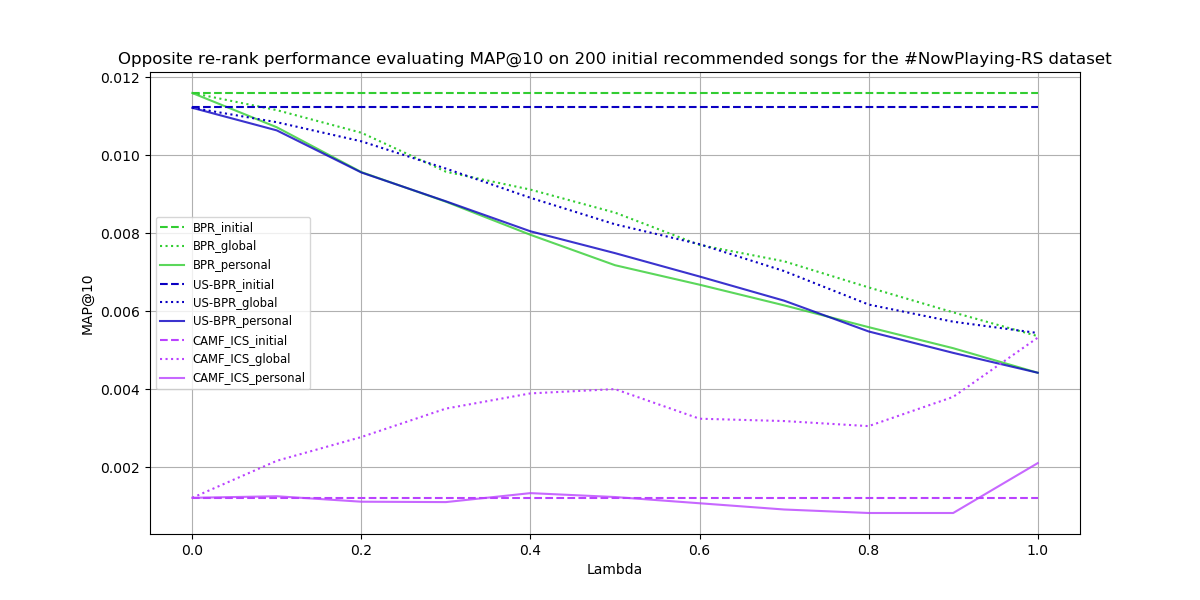 Opposite re-rank performance evaluating MAP@10 on 200 initial recommended songs for the #NowPlaying-RS dataset
0.012
0.010
0.008
0.006
0.004
0.002
MAP@10
BPR_initial
BPR_global
BPR_personal
US-BPR_initial
US-BPR_global
US-BPR_personal
CAMF_ICS_initial
CAMF_ICS_global
CAMF_ICS_personal
0.0 0.2 0.4 0.6 0.8 1.0
Lambda